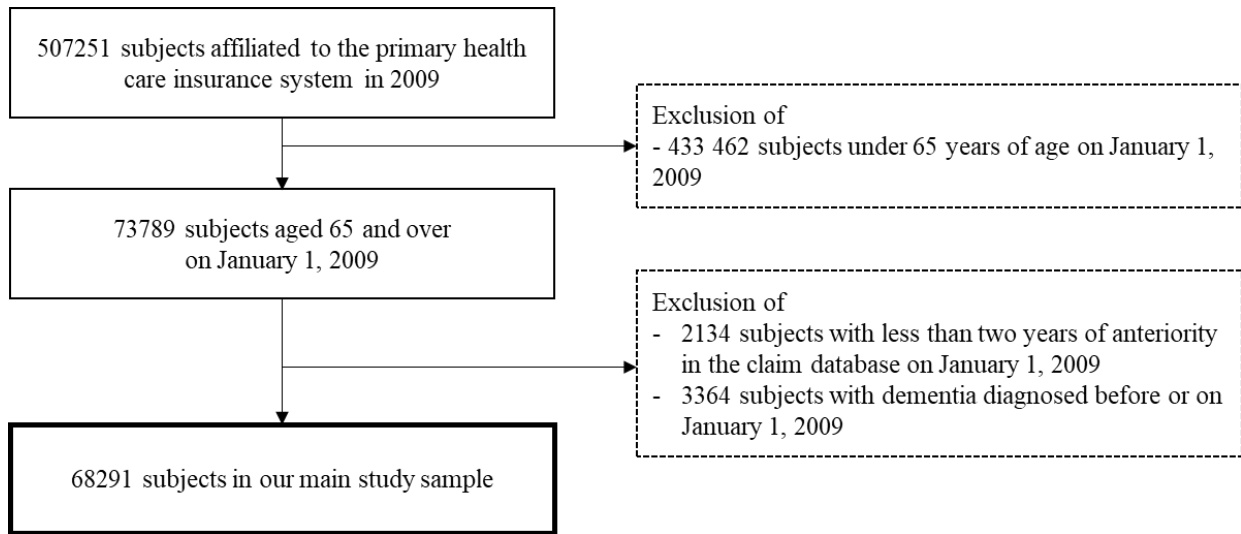 507251 subjects affiliated to the primary health
care insurance system in 2009
Exclusion of
- 433 462 subjects under 65 years of age on January 1,
2009
73789 subjects aged 65 and over
on January 1, 2009
Exclusion of
- 2134 subjects with less than two years of anteriority
in the claim database on January 1, 2009
- 3364 subjects with dementia diagnosed before or on
January 1, 2009
68291 subjects in our main study sample